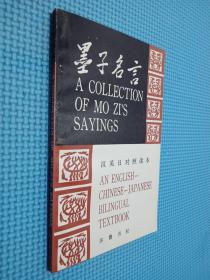 墨子名言
A COLLECTION
OF MO ZI'S
SAYINGS
汉英日对照读本
AN ENGLISH—
CHINESE—JAPANESE
BILINGUAL
TEXTBOOK
齐鲁书社